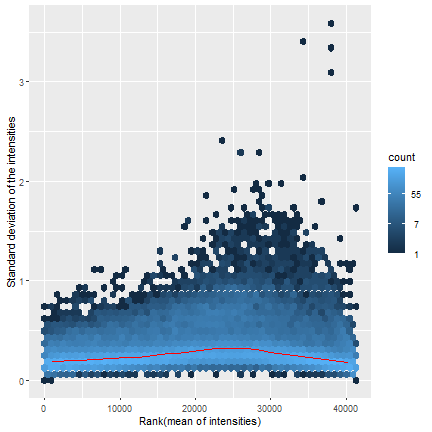 Standard deviation of the intensities
3
2
1
0
0 10000 20000 30000 40000
Rank(mean of intensities)
count
55
7
1